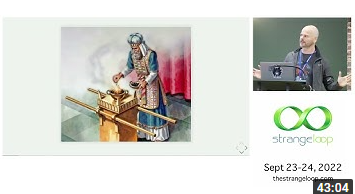 strangeloop
Sept 23-24, 2022
thestrangeloop.com
43:04